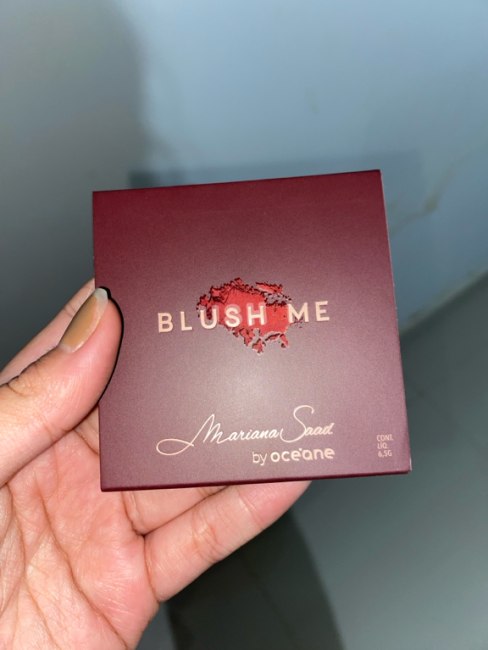 BLUSH ME
Mariana Saad
by oceane
CONT.
LIQ.
6,5G